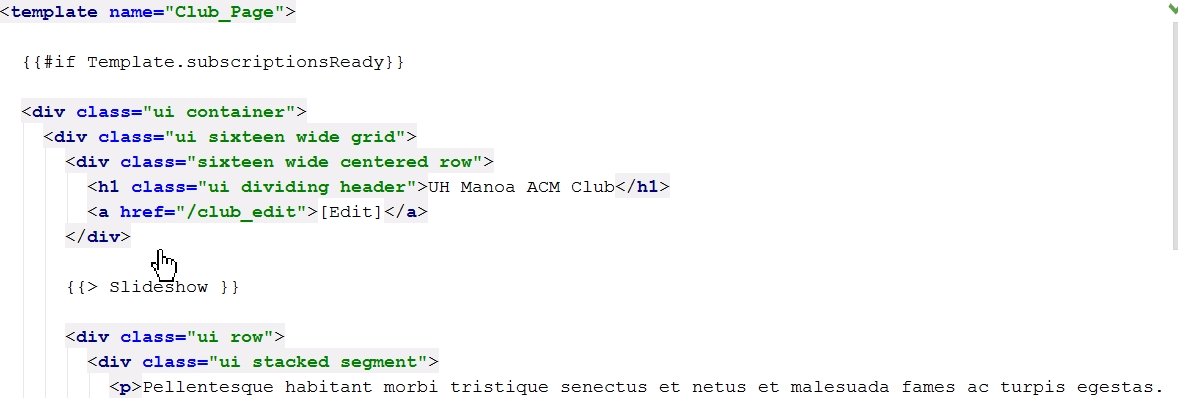 <template name="Club_Page">
{{#if Template.subscriptionsReady}}
<div class="ui container">
<div class="ui sixteen wide grid">
<div class="sixteen wide centered row">
<h1 class="ui dividing header">UH Manoa ACM Club</h1>
<a href="/club_edit">[Edit]</a>
</div>
{{> Slideshow }}
<div class="ui row">
<div class="ui stacked segment">
<p>Pellentesque habitant morbi tristique senectus et netus et malesuada fames ac turpis egestas.